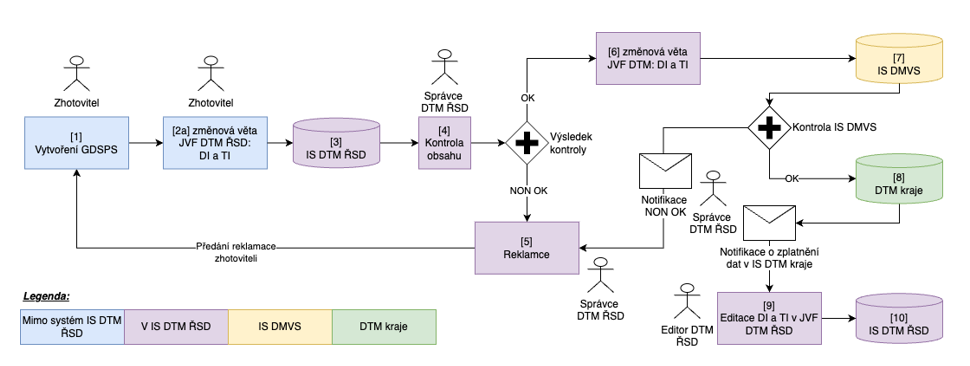 Zhotovitel
[1]
Vytvoření GDSPS
Zhotovitel
[2a] změnová věta
JVF DTM ŘSD:
DI a TI
[3]
IS DTM ŘSD
Správce
DTM ŘSD
[4]
Kontrola
obsahu
Výsledek
kontroly
OK
NON OK
[6] změnová věta
JVF DTM: DI a TI
[7]
IS DMVS
Kontrola IS DMVS
OK
[8]
DTM kraje
Notifikace
NON OK
Správce
DTM ŘSD
[5]
Reklamce
Správce
DTM ŘSD
Předání reklamace
zhotoviteli
Notifikace o zplatnění
dat v IS DTM kraje
Editor DTM
ŘSD
[9]
Editace DI a TI v JVF
DTM ŘSD
[10]
IS DTM ŘSD
Legenda:
Mimo systém IS DTM
ŘSD
V IS DTM ŘSD
IS DMVS
DTM kraje